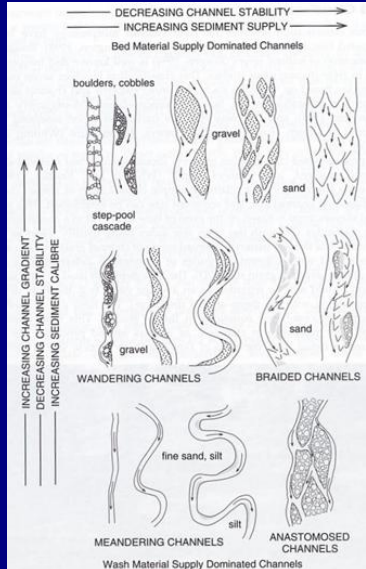 DECREASING CHANNEL STABILITY
INCREASING SEDIMENT SUPPLY
Bed Material Supply Dominated Channels
boulders, cobbles
gravel
sand
step-pool
cascade
INCREASING CHANNEL GRADIENT
DECREASING CHANNEL STABILITY
INCREASING SEDIMENT CALIBRE
gravel
sand
WANDERING CHANNELS
BRAIDED CHANNELS
fine sand, silt
silt
MEANDERING CHANNELS
ANASTOMOSED
CHANNELS
Wash Material Supply Dominated Channels